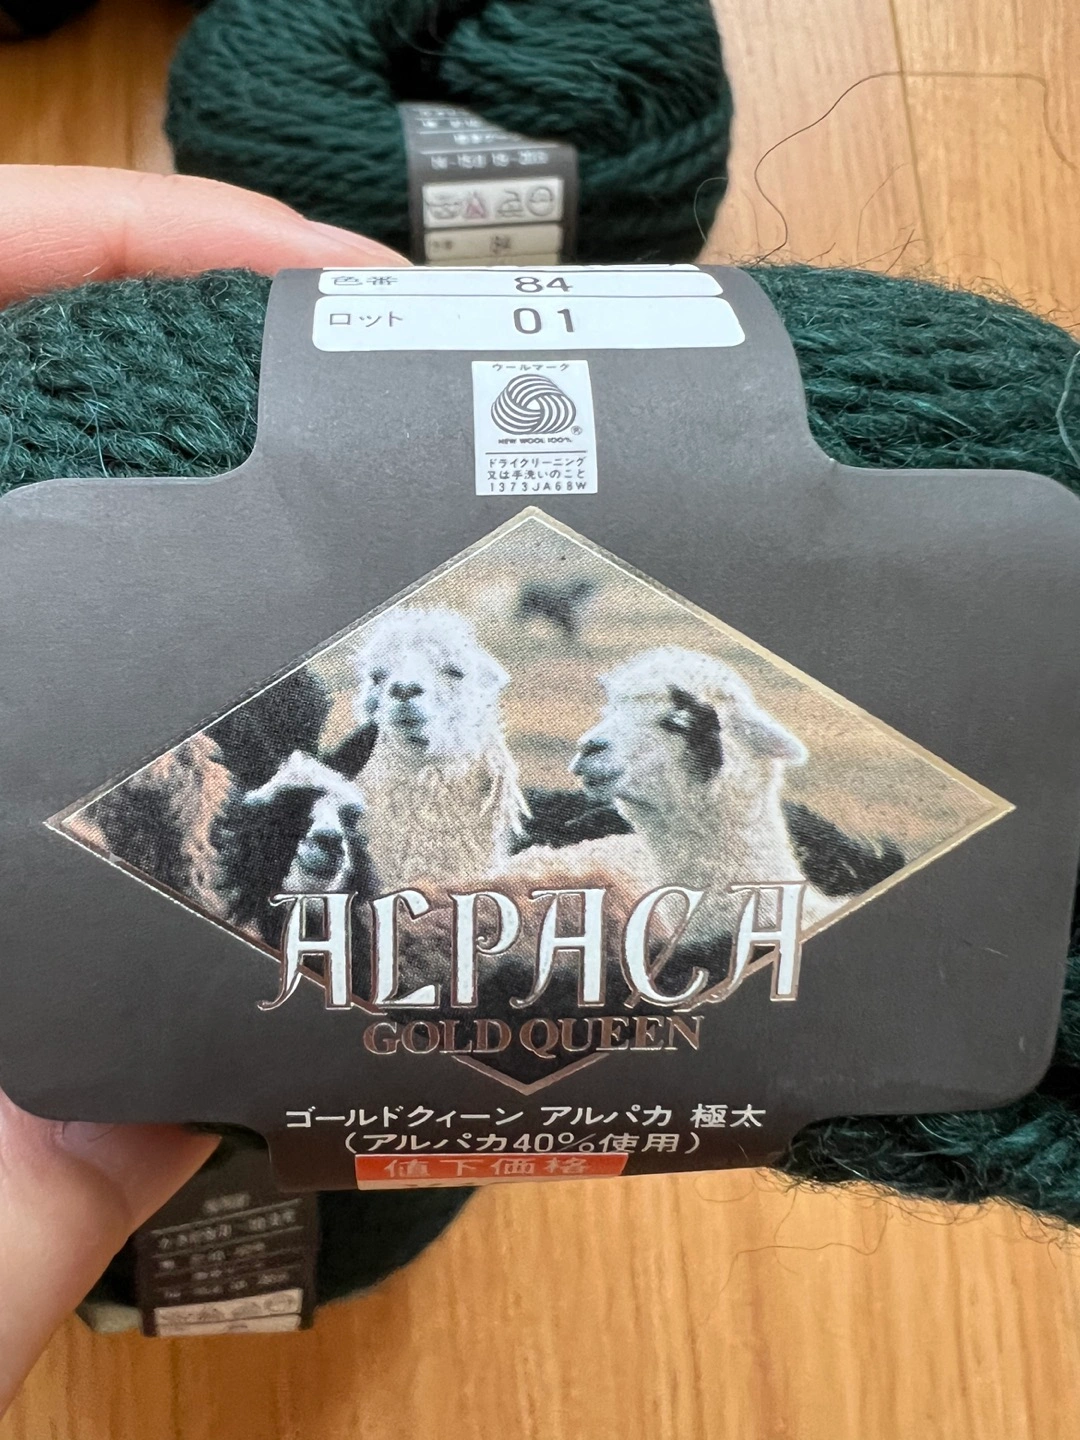 84
色番 84
ロット 01
ウールマーク
NEW WOOL 100%
®
ドライクリーニング
又は手洗いのこと
1373JA68W
ALPACA
GOLD QUEEN
ゴールドクィーン アルパカ 極太
(アルパカ40%使用)
値下価格